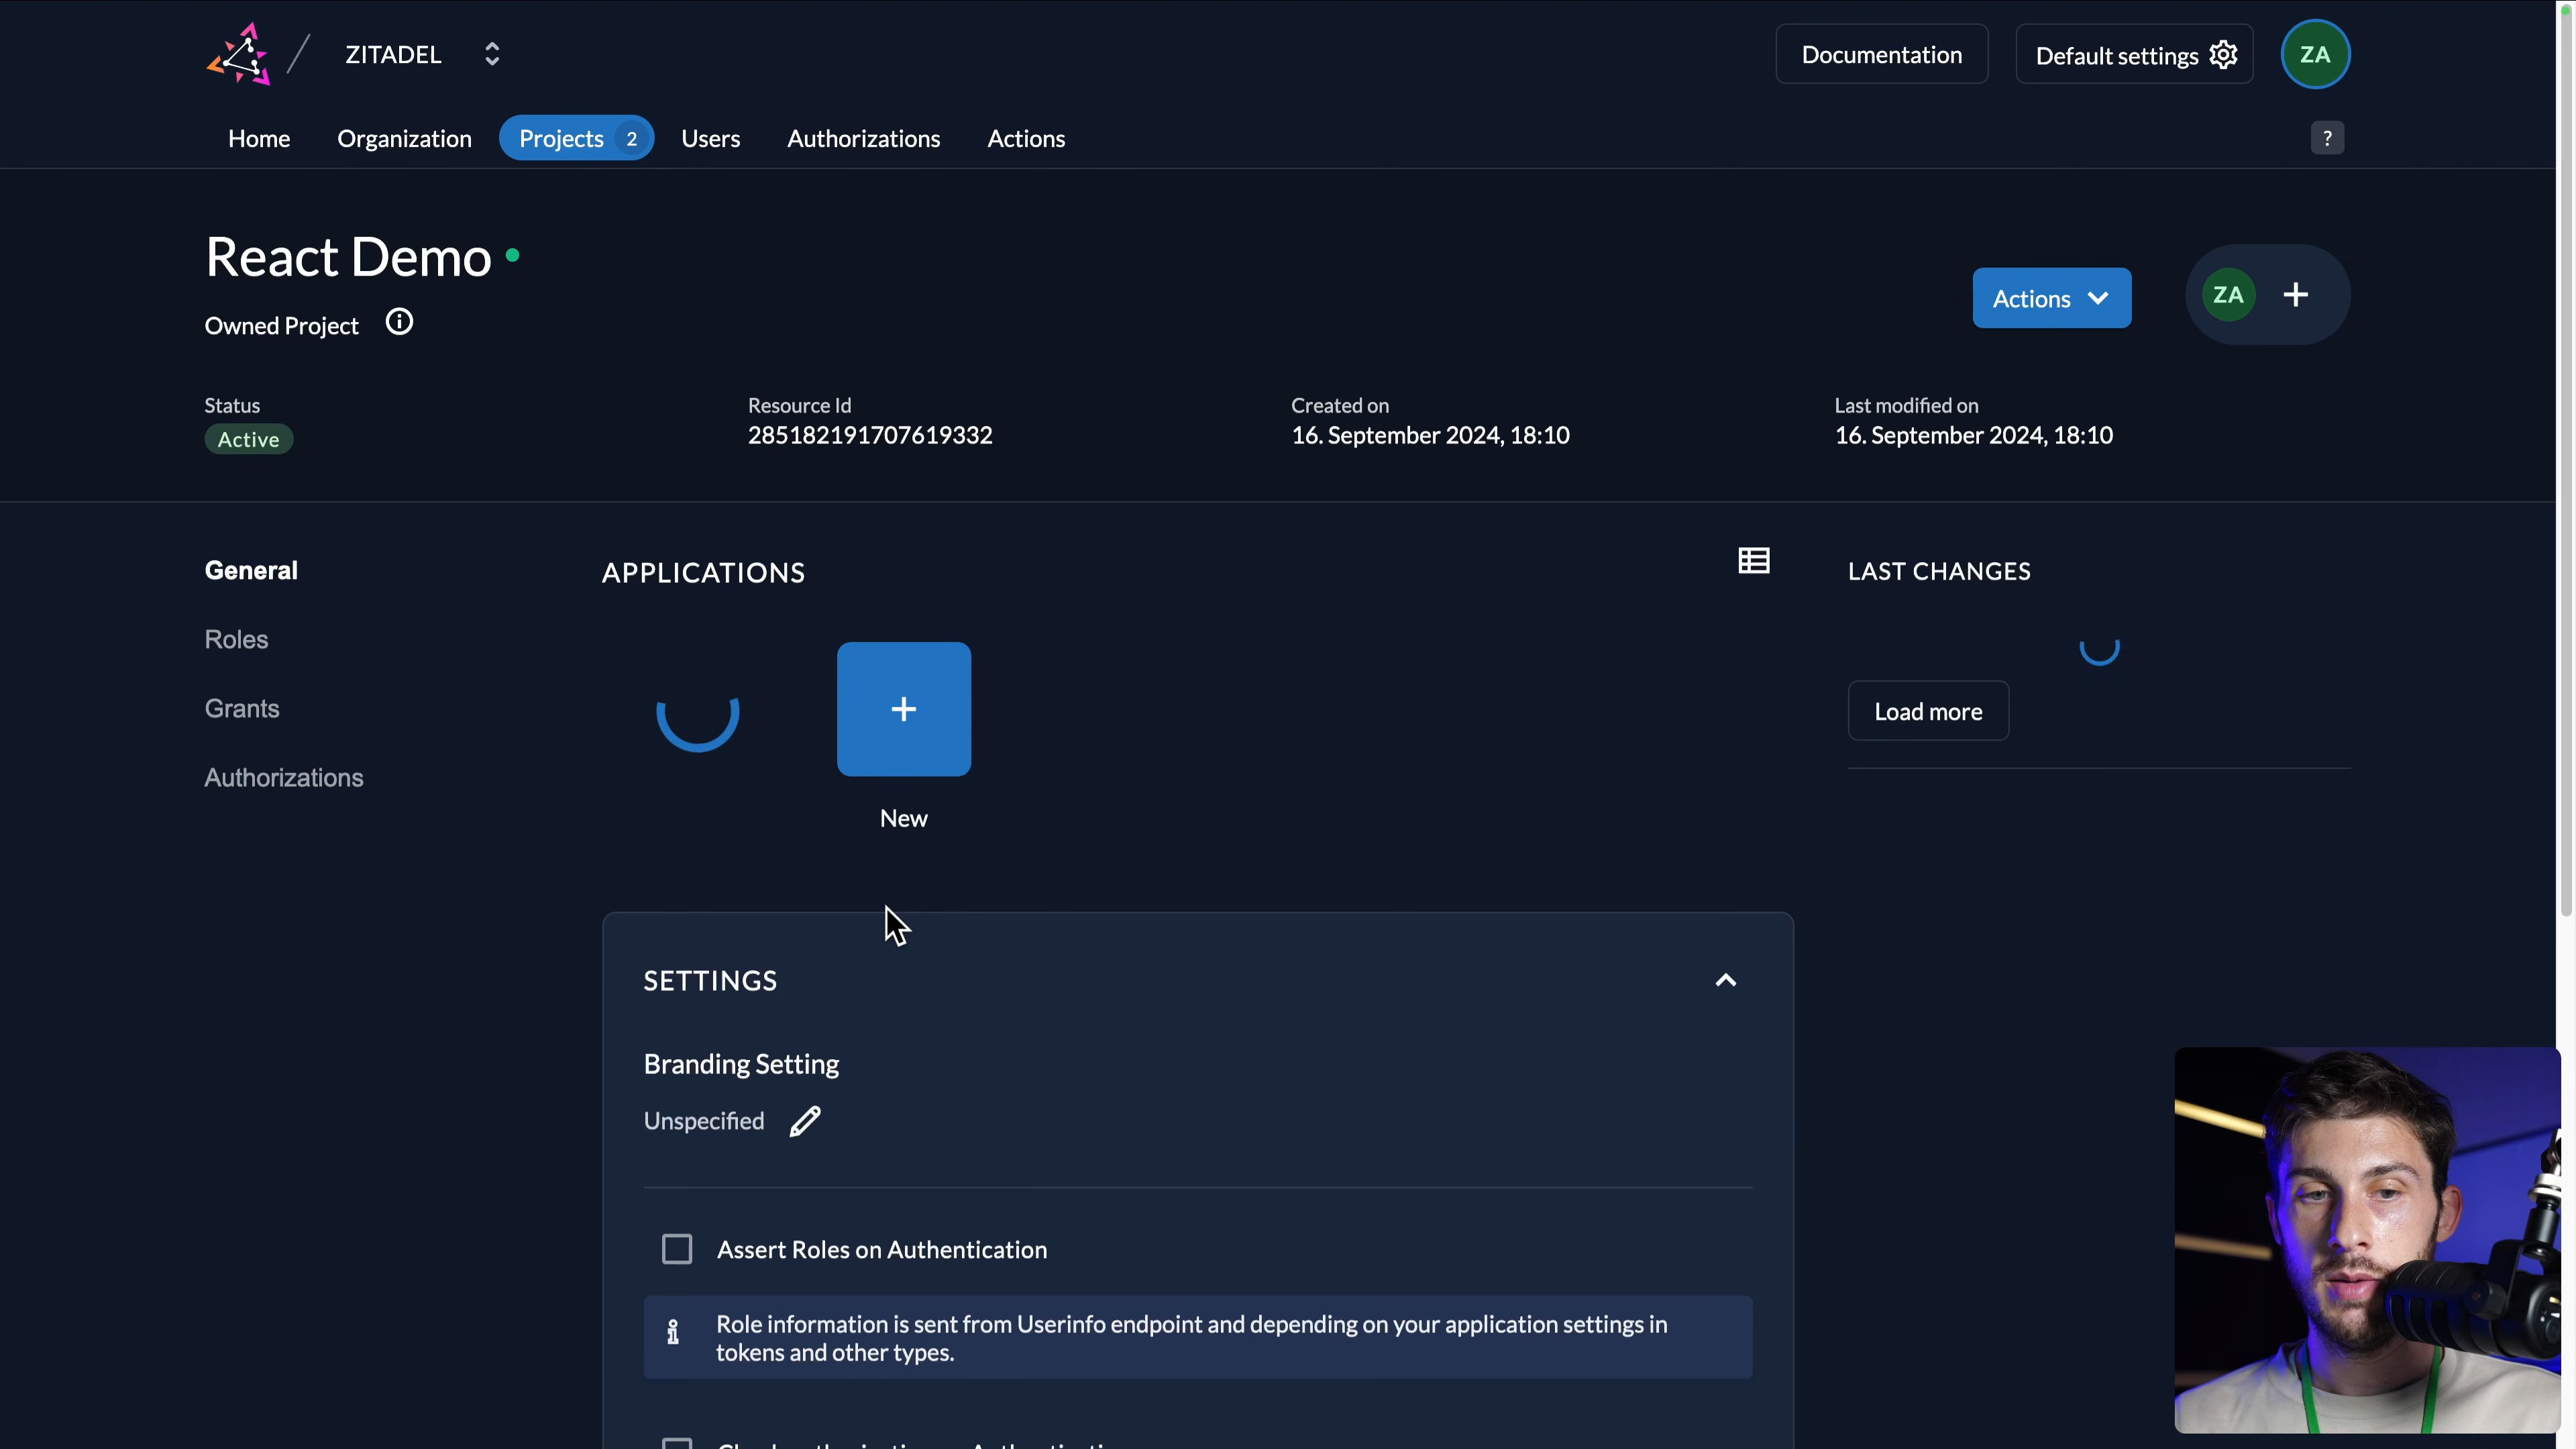 ZITADEL
Documentation
Default settings
ZA
Home
Organization
Projects 2
Users
Authorizations
Actions
?
React Demo
Owned Project
Actions
ZA
Status
Active
Resource Id
285182191707619332
Created on
16. September 2024, 18:10
Last modified on
16. September 2024, 18:10
General
Roles
Grants
Authorizations
APPLICATIONS
New
LAST CHANGES
Load more
SETTINGS
Branding Setting
Unspecified
Assert Roles on Authentication
Role information is sent from Userinfo endpoint and depending on your application settings in
tokens and other types.